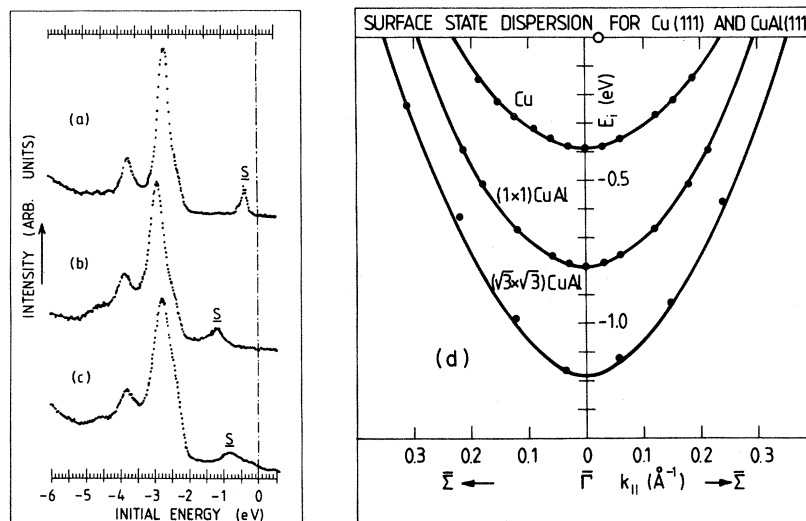 SURFACE STATE DISPERSION FOR Cu(111) AND CuAl(111
(a)
S
(b)
S
(c)
S
INTENSITY (ARB. UNITS)
-6 -5 -4 -3 -2 -1 0
INITIAL ENERGY (eV)
Cu
(1×1)CuAl
(√3×√3)CuAl
(d)
E_i (eV)
-0.5
-1.0
0.3 0.2 0.1 0 0.1 0.2 0.3
Σ̄ ← Γ̄ k_|| (Å⁻¹) → Σ̄